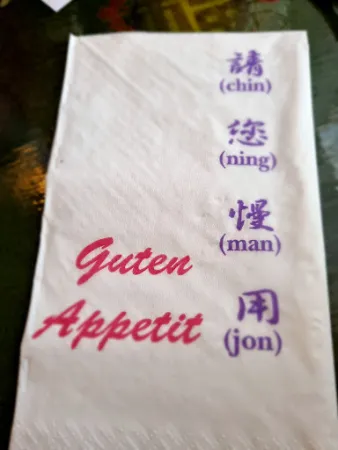 請
(chin)
您
(ning)
慢
(man)
用
(jon)
Guten
Appetit